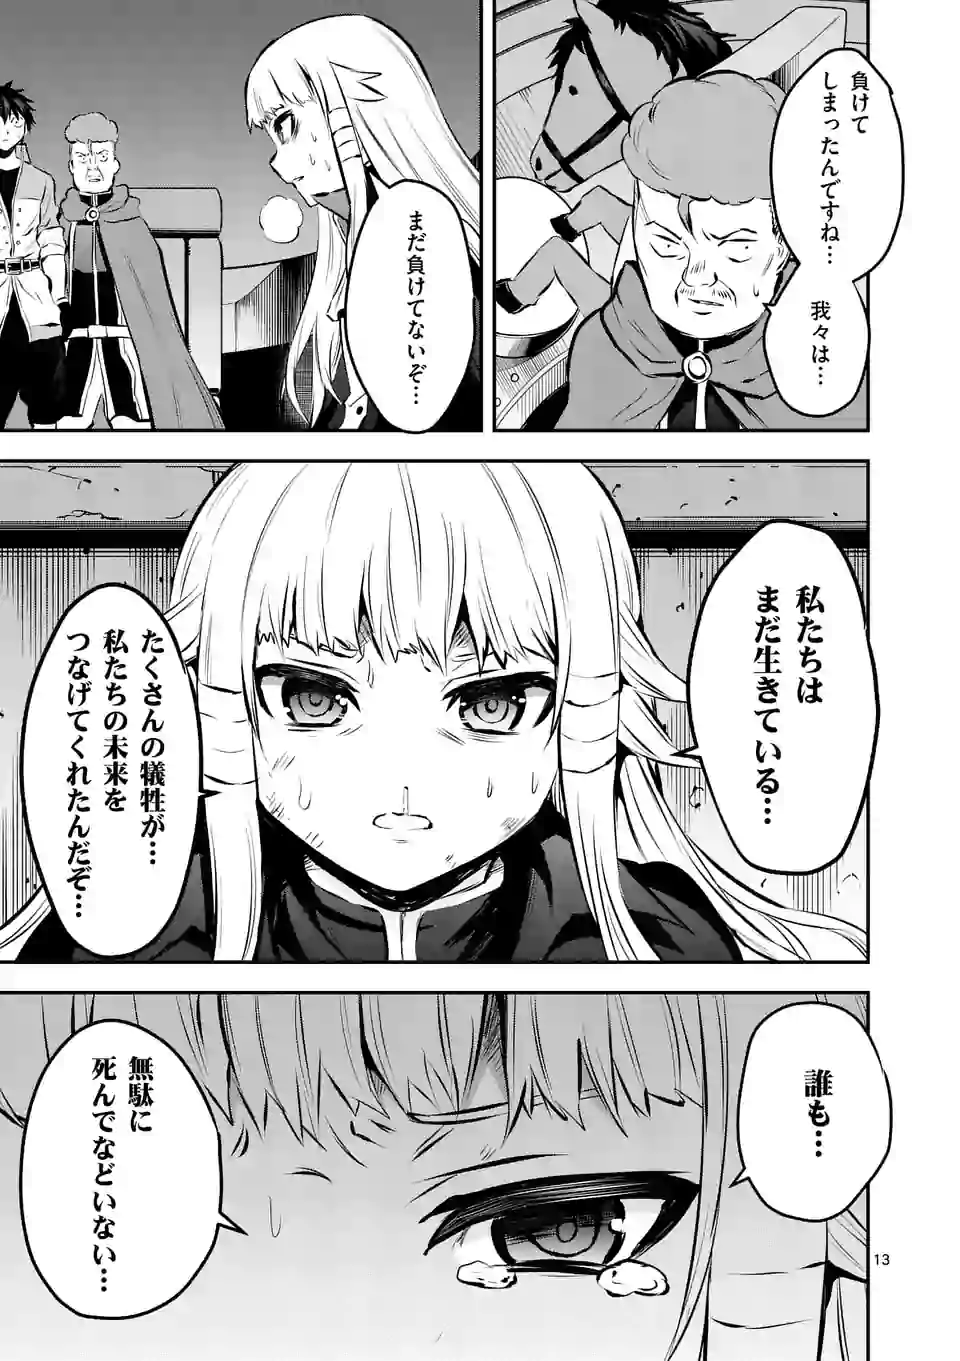 負けて
しまったんですね…
我々は…
まだ負けてないぞ…
私たちは
まだ生きている…
たくさんの犠牲が…
私たちの未来を
つなげてくれたんだぞ…
誰も…
無駄に
死んでなどいない…
13